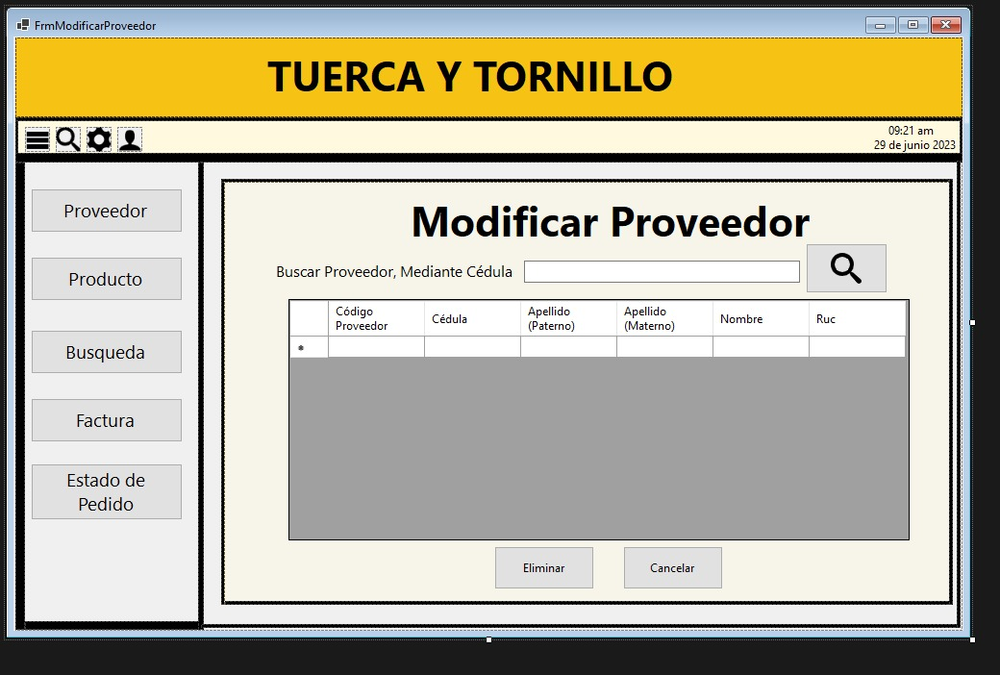 FrmModificarProveedor
TUERCA Y TORNILLO
09:21 am
29 de junio 2023
Proveedor
Producto
Busqueda
Factura
Estado de
Pedido
Modificar Proveedor
Buscar Proveedor, Mediante Cédula
Código
Proveedor
Cédula
Apellido
(Paterno)
Apellido
(Materno)
Nombre
Ruc
Eliminar
Cancelar